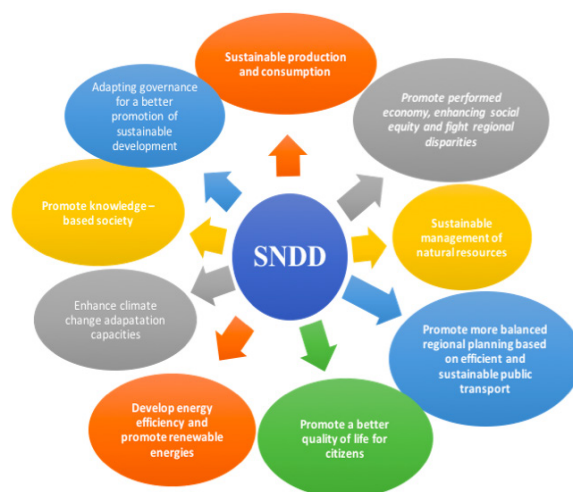 Sustainable production
and consumption
Promote performed
economy, enhancing social
equity and fight regional
disparities
Sustainable
management of
natural resources
Promote more balanced
regional planning based
on efficient and
sustainable public
transport
Promote a better
quality of life for
citizens
Develop energy
efficiency and
promote renewable
energies
Enhance climate
change adapatation
capacities
Promote knowledge –
based society
Adapting governance
for a better
promotion of
sustainable
development
SNDD